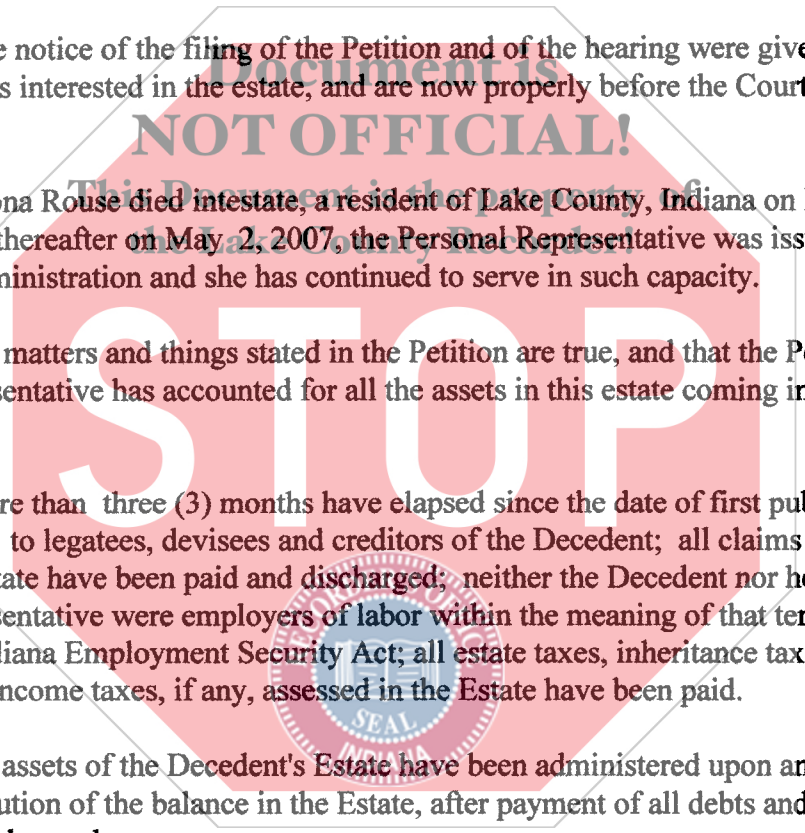 e notice of the filing of the Petition and of the hearing were give
Document is
s interested in the estate, and are now properly before the Court
NOT OFFICIAL!
This Document is the property of
ona Rouse died intestate, a resident of Lake County, Indiana on
the Lake County Recorder!
thereafter on May 2, 2007, the Personal Representative was iss
ministration and she has continued to serve in such capacity.
STOP
matters and things stated in the Petition are true, and that the Pe
sentative has accounted for all the assets in this estate coming in
re than three (3) months have elapsed since the date of first pul
to legatees, devisees and creditors of the Decedent; all claims
tate have been paid and discharged; neither the Decedent nor he
sentative were employers of labor within the meaning of that ter
diana Employment Security Act; all estate taxes, inheritance tax
ncome taxes, if any, assessed in the Estate have been paid.
SEAL
INDIANA
assets of the Decedent's Estate have been administered upon an
ution of the balance in the Estate, after payment of all debts and